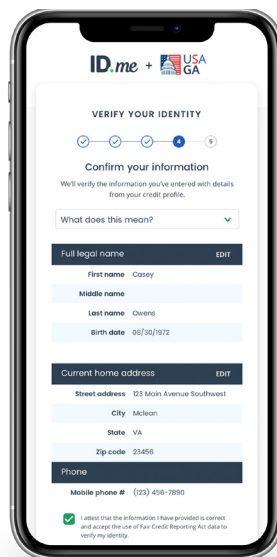 ID.me + USA
GA
VERIFY YOUR IDENTITY
4 5
Confirm your information
We'll verify the information you've entered with details
from your credit profile.
What does this mean?
Full legal name EDIT
First name Casey
Middle name
Last name Owens
Birth date 08/30/1972
Current home address EDIT
Street address 123 Main Avenue Southwest
City Mclean
State VA
Zip code 23456
Phone
Mobile phone # (123) 456-7890
I attest that the information I have provided is correct
and accept the use of Fair Credit Reporting Act data to
verify my identity.